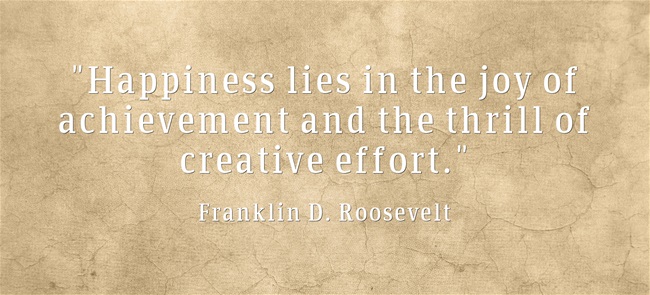 "Happiness lies in the joy of
achievement and the thrill of
creative effort."
Franklin D. Roosevelt